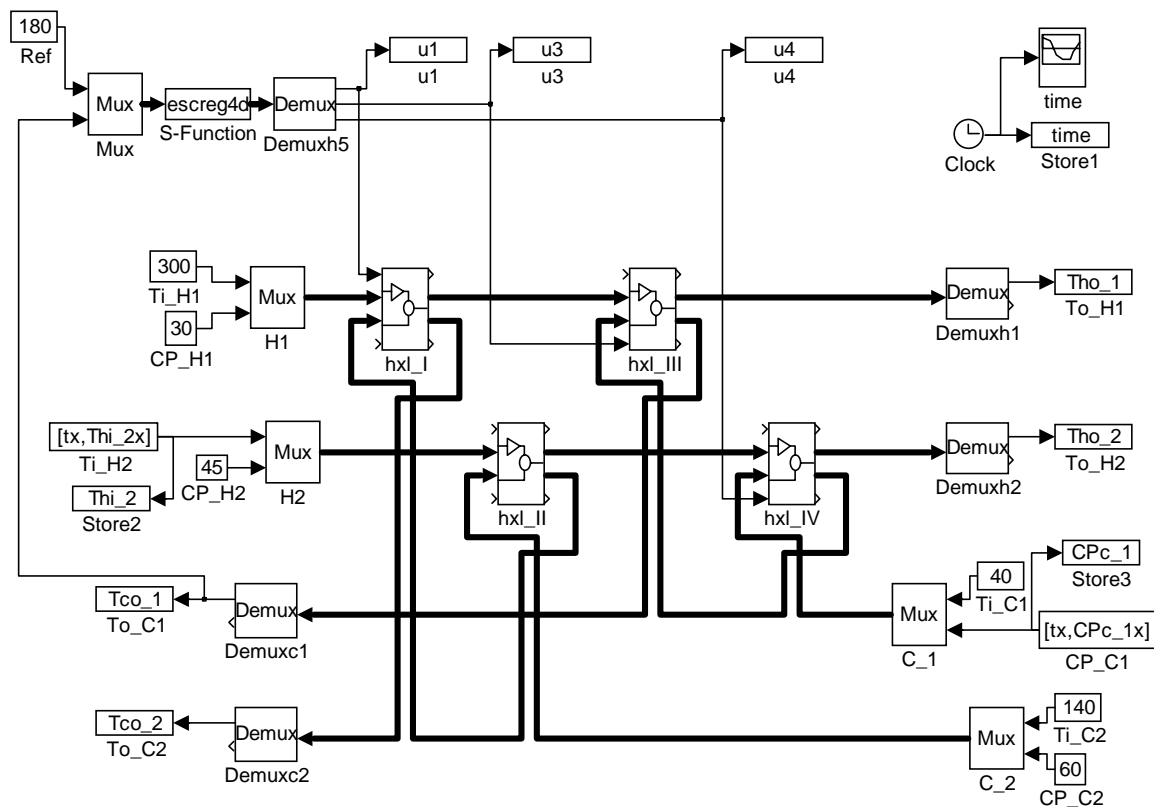 180
Ref
Mux
Mux
escreg4d
S-Function
Demux
Demuxh5
u1
u1
u3
u3
u4
u4
time
Clock
time
Store1
300
Ti_H1
30
CP_H1
Mux
H1
hxl_I
hxl_III
Demux
Demuxh1
Tho_1
To_H1
[tx,Thi_2x]
Ti_H2
Thi_2
Store2
45
CP_H2
Mux
H2
hxl_II
hxl_IV
Demux
Demuxh2
Tho_2
To_H2
Tco_1
To_C1
Demux
Demuxc1
Mux
C_1
40
Ti_C1
CPc_1
Store3
[tx,CPc_1x]
CP_C1
Tco_2
To_C2
Demux
Demuxc2
Mux
C_2
140
Ti_C2
60
CP_C2